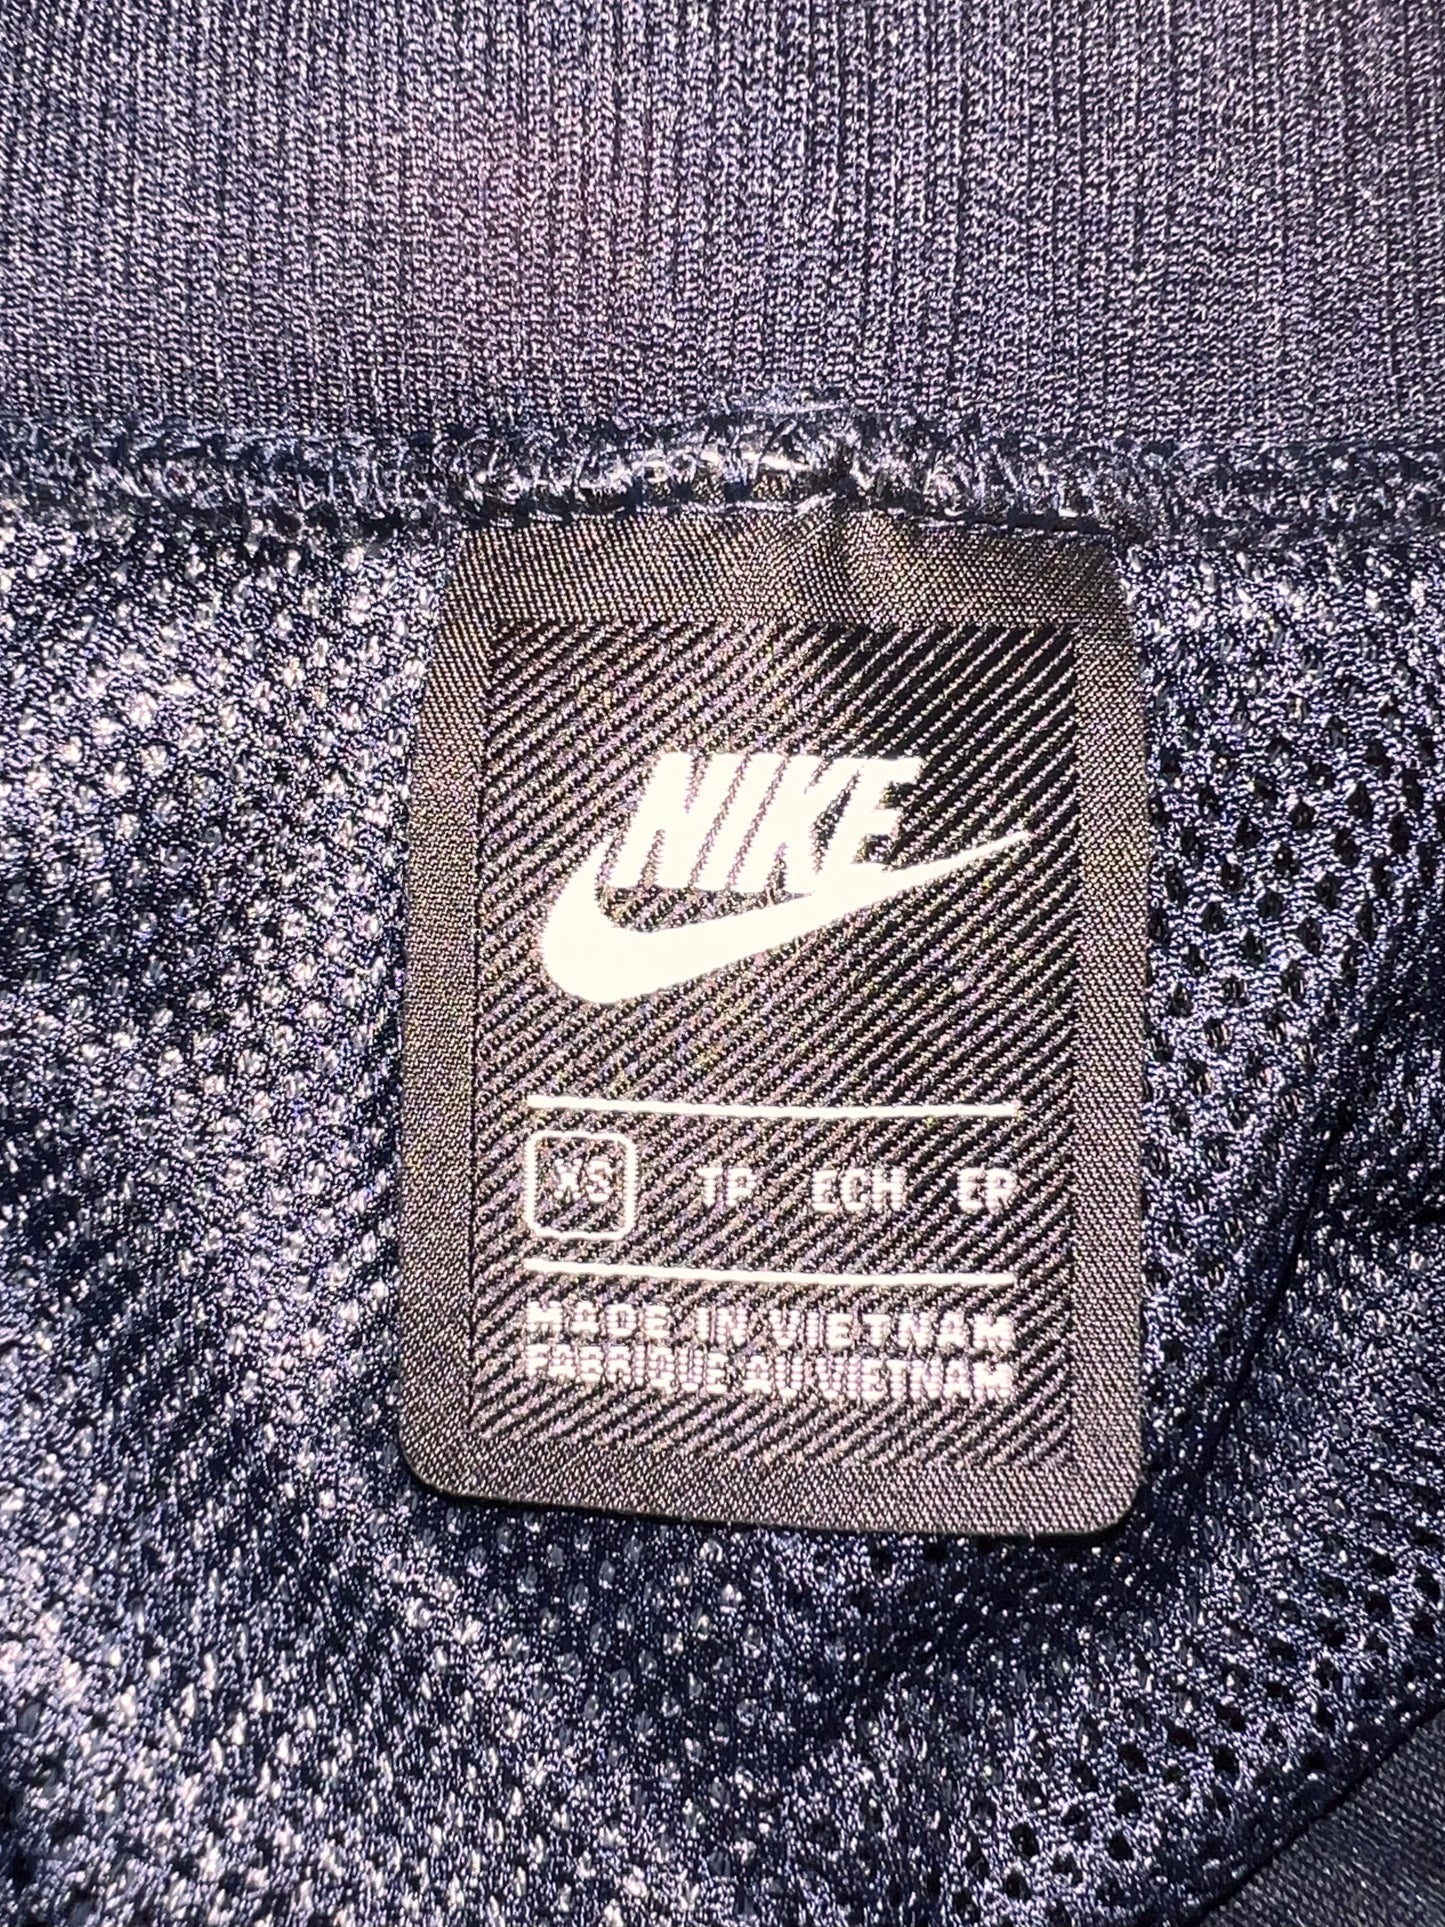 NIKE
XS TP ECH EP
MADE IN VIETNAM
FABRIQUE AU VIETNAM